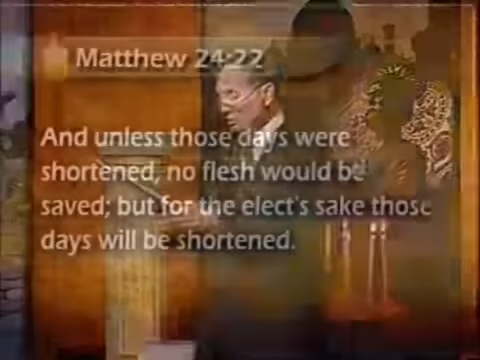 Matthew 24:22
And unless those days were
shortened, no flesh would be
saved; but for the elect's sake those
days will be shortened.